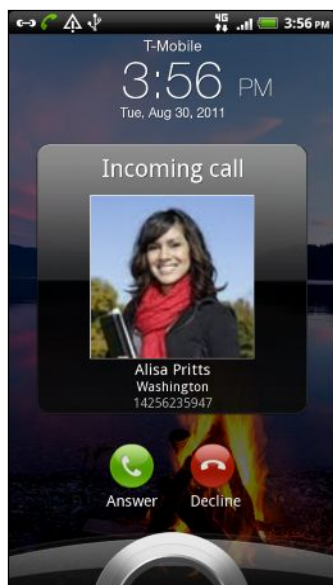 4G 3:56 PM
T-Mobile
3:56 PM
Tue, Aug 30, 2011
Incoming call
Alisa Pritts
Washington
14256235947
Answer Decline